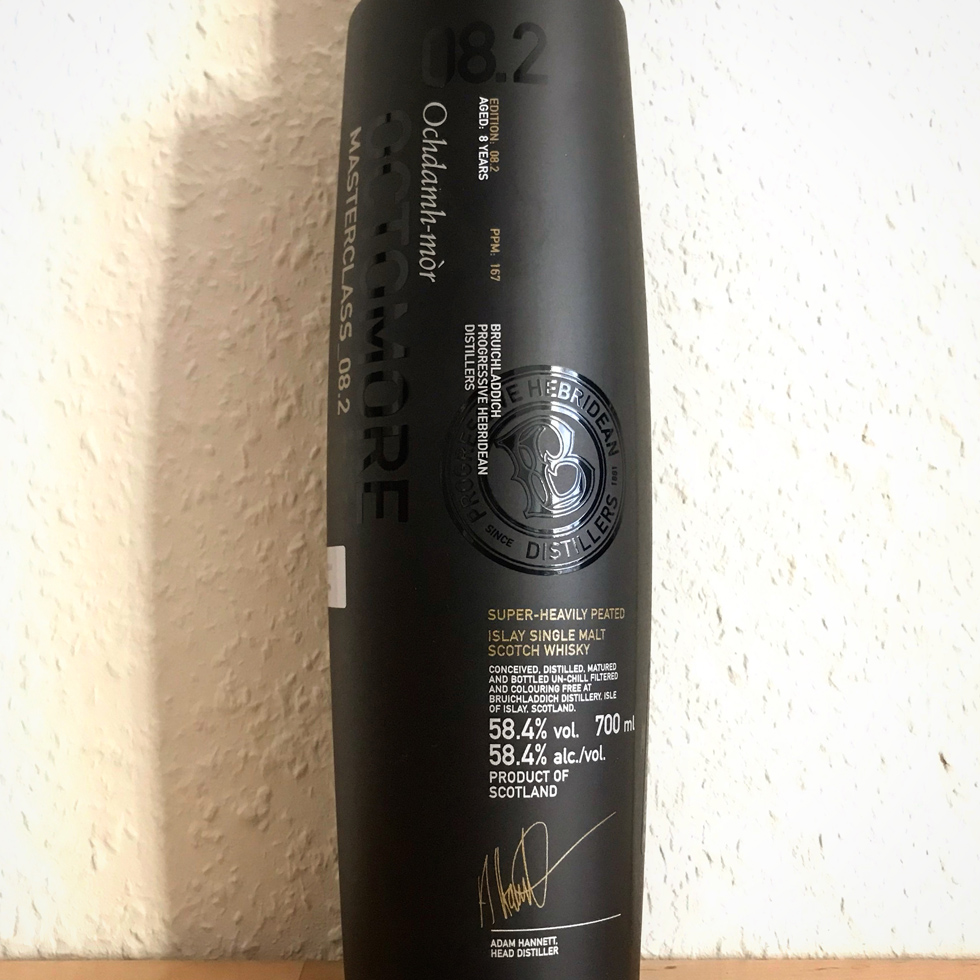 08.2
OCTOMORE
MASTERCLASS_08.2
Ochdamh-mòr
EDITION: 08.2
AGED: 8 YEARS
PPM: 167
BRUICHLADDICH
PROGRESSIVE HEBRIDEAN
DISTILLERS
PROGRESSIVE HEBRIDEAN
DISTILLERS
SINCE 1881
B
SUPER-HEAVILY PEATED
ISLAY SINGLE MALT
SCOTCH WHISKY
CONCEIVED, DISTILLED, MATURED
AND BOTTLED UN-CHILL FILTERED
AND COLOURING FREE AT
BRUICHLADDICH DISTILLERY, ISLE
OF ISLAY, SCOTLAND.
58.4% vol. 700 ml
58.4% alc./vol.
PRODUCT OF
SCOTLAND
ADAM HANNETT,
HEAD DISTILLER